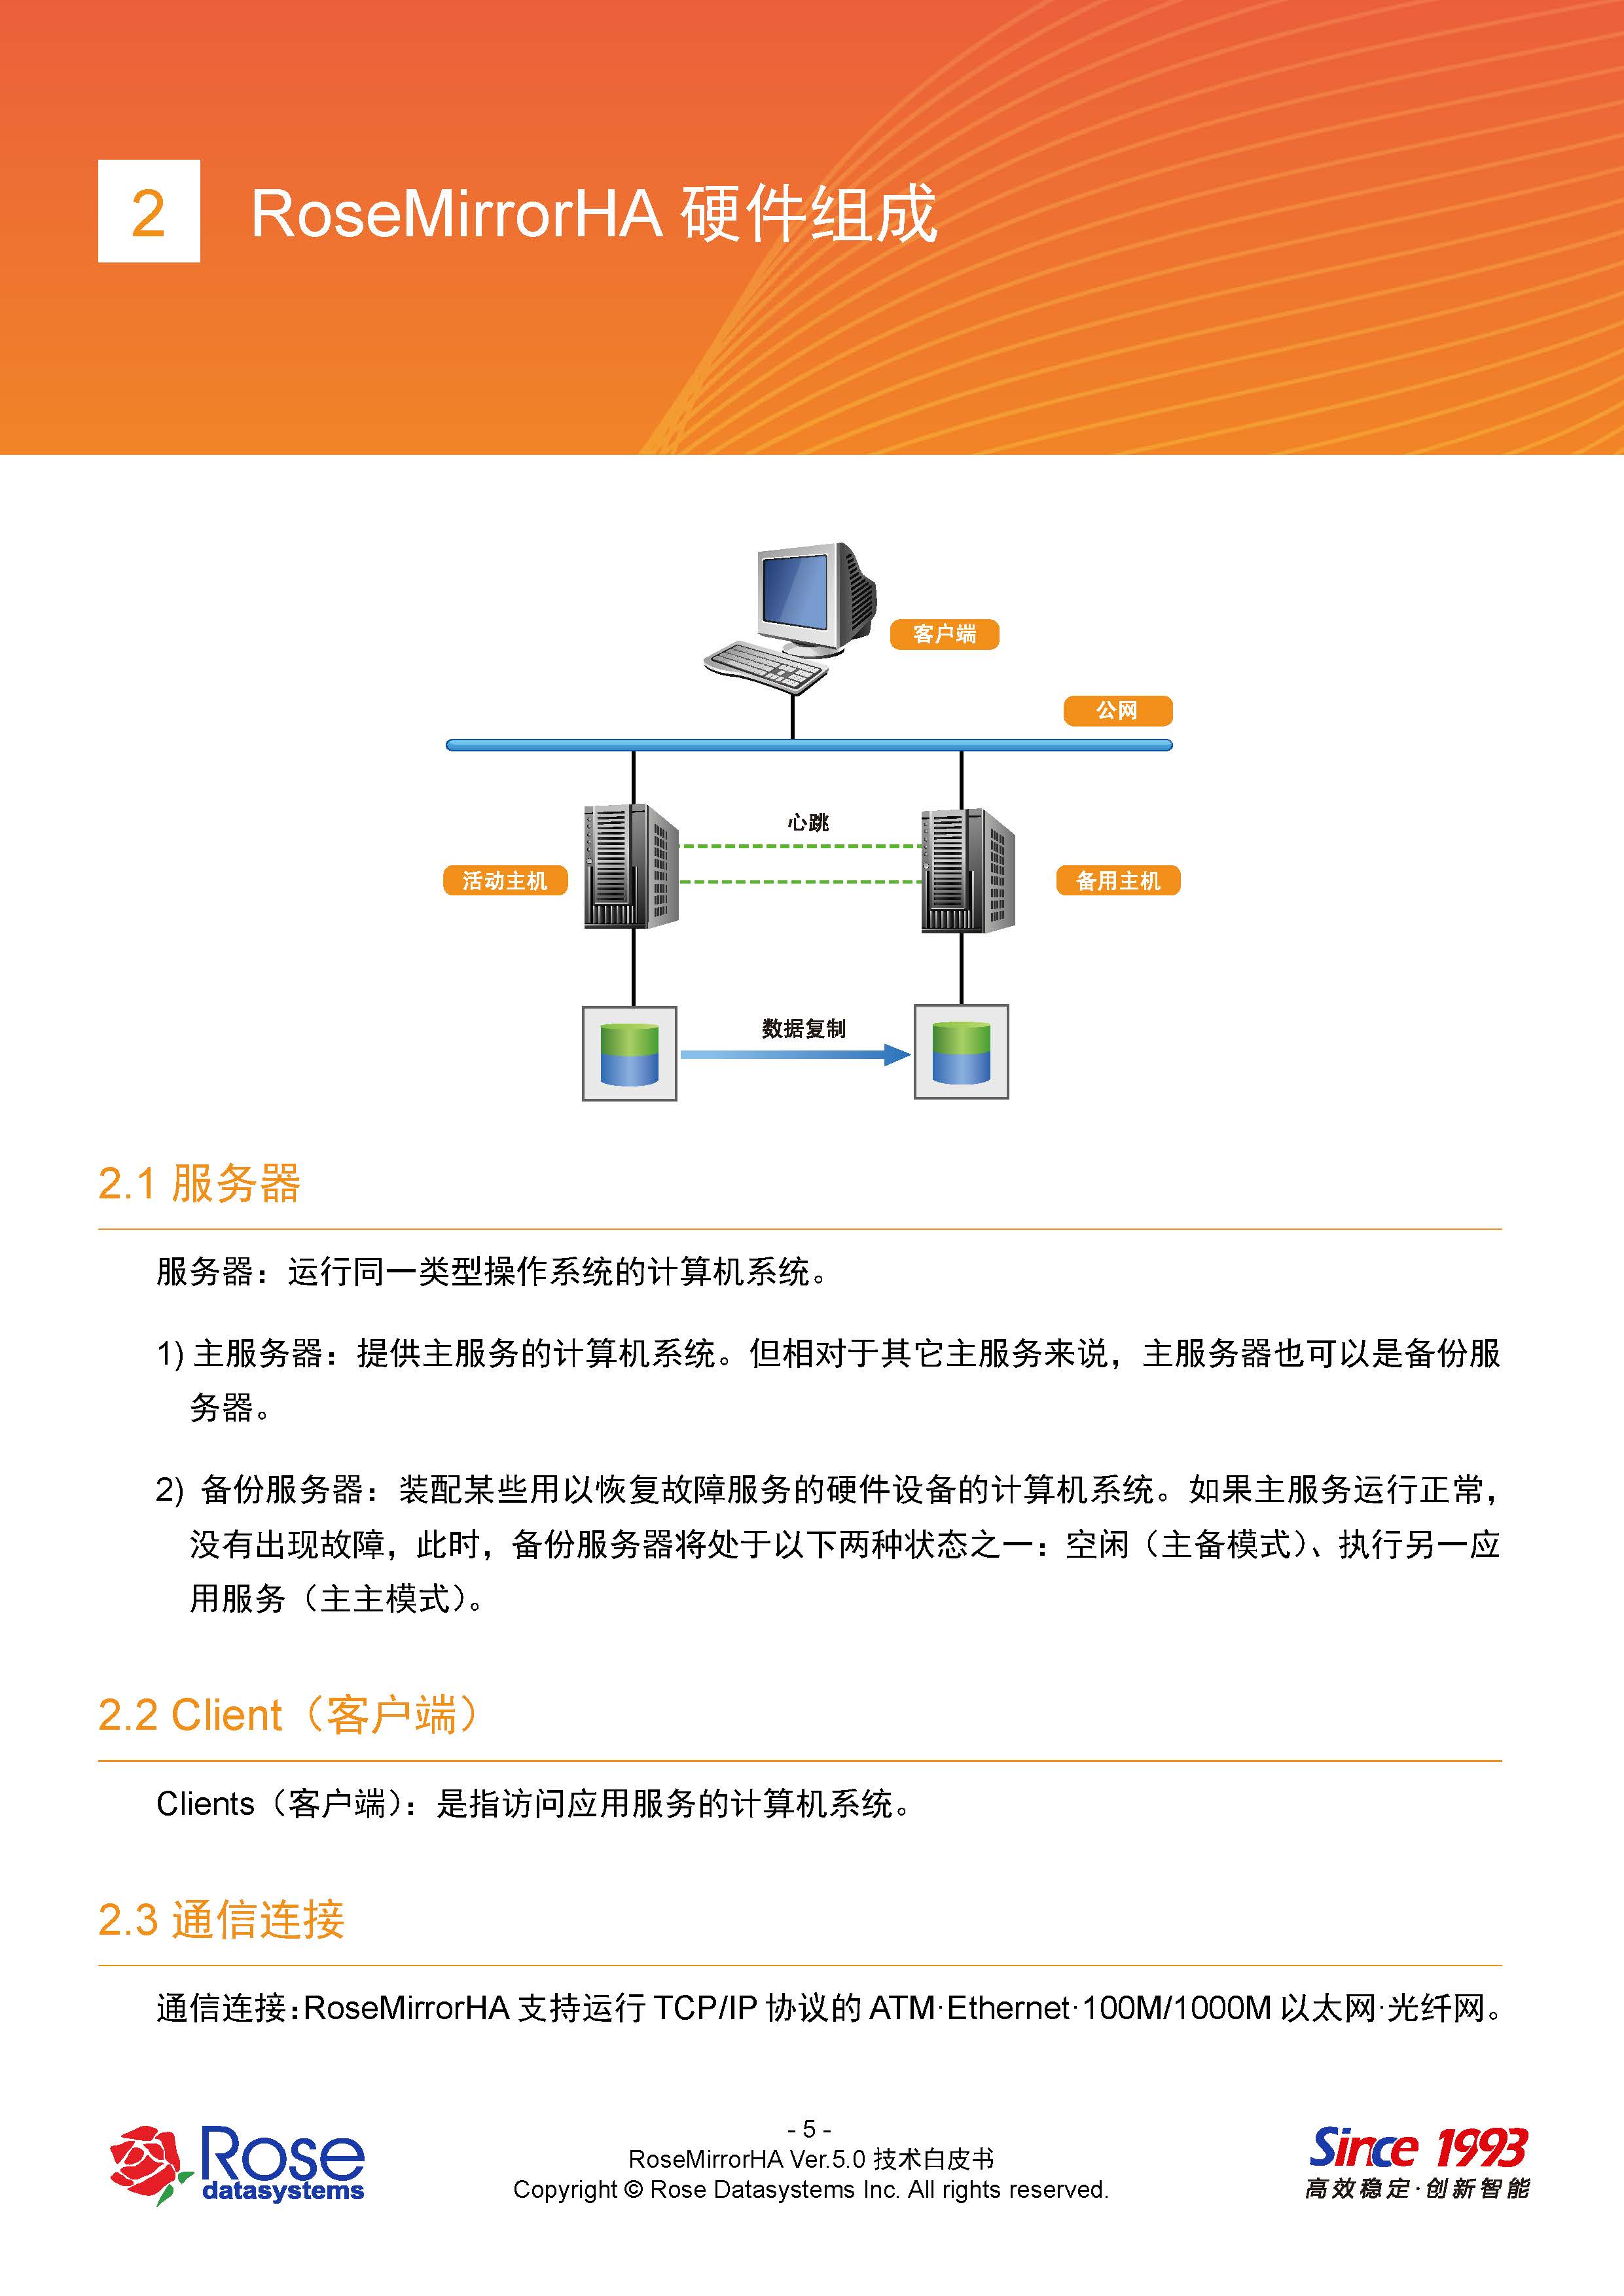 2
RoseMirrorHA 硬件组成
客户端
公网
心跳
活动主机
备用主机
数据复制
2.1 服务器
服务器：运行同一类型操作系统的计算机系统。
1) 主服务器：提供主服务的计算机系统。但相对于其它主服务来说，主服务器也可以是备份服
务器。
2) 备份服务器：装配某些用以恢复故障服务的硬件设备的计算机系统。如果主服务运行正常，
没有出现故障，此时，备份服务器将处于以下两种状态之一：空闲（主备模式）、执行另一应
用服务（主主模式）。
2.2 Client（客户端）
Clients（客户端）：是指访问应用服务的计算机系统。
2.3 通信连接
通信连接：RoseMirrorHA 支持运行 TCP/IP 协议的 ATM·Ethernet·100M/1000M 以太网·光纤网。
Rose
datasystems
- 5 -
RoseMirrorHA Ver.5.0 技术白皮书
Copyright © Rose Datasystems Inc. All rights reserved.
Since 1993
高效稳定·创新智能